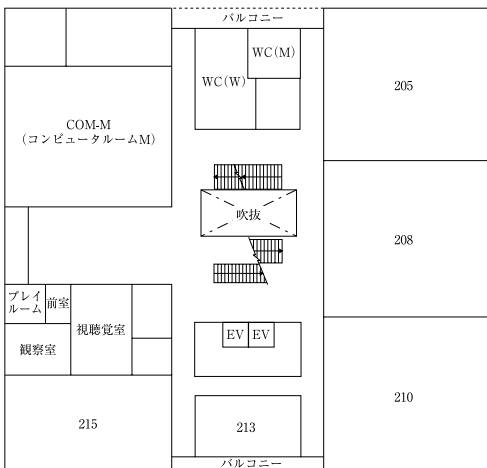 バルコニー
WC(M)
WC(W)
205
COM-M
(コンピュータルームM)
吹抜
208
プレイ
ルーム
前室
視聴覚室
観察室
EV
EV
210
215
213
バルコニー